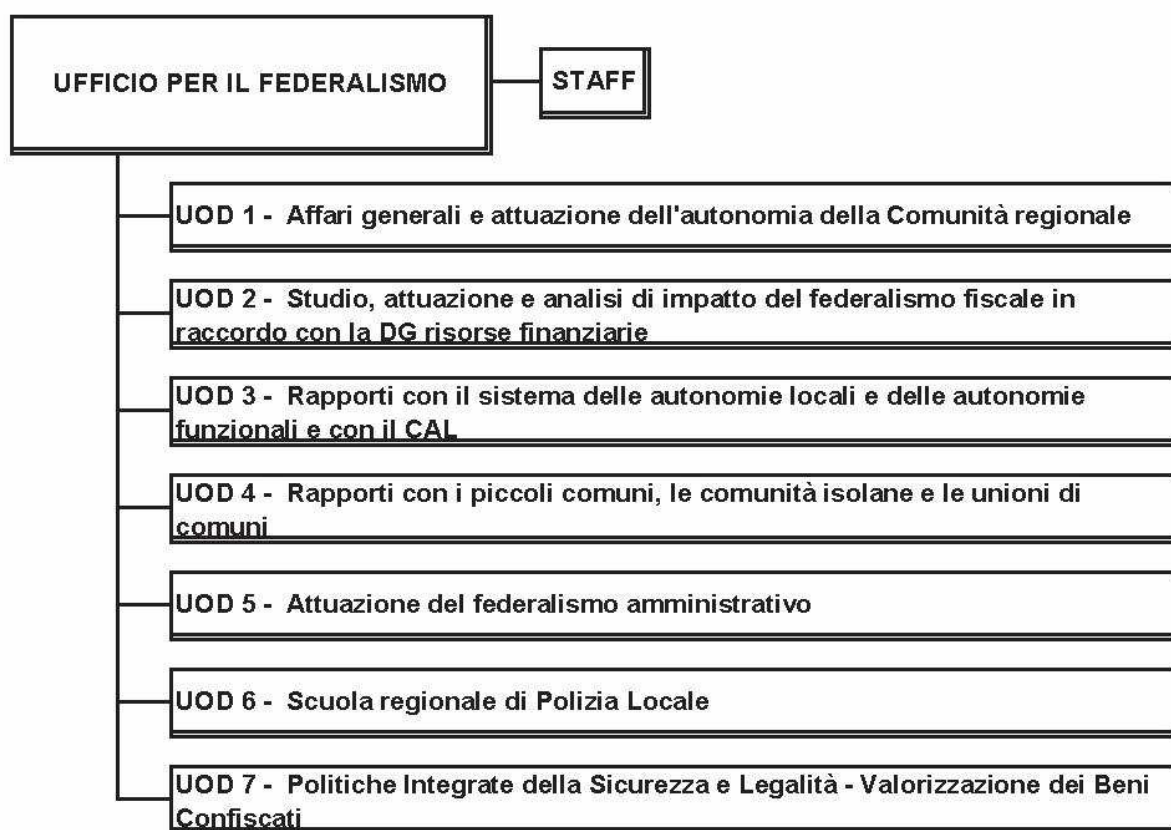 UFFICIO PER IL FEDERALISMO
STAFF
UOD 1 - Affari generali e attuazione dell'autonomia della Comunità regionale
UOD 2 - Studio, attuazione e analisi di impatto del federalismo fiscale in
raccordo con la DG risorse finanziarie
UOD 3 - Rapporti con il sistema delle autonomie locali e delle autonomie
funzionali e con il CAL
UOD 4 - Rapporti con i piccoli comuni, le comunità isolane e le unioni di
comuni
UOD 5 - Attuazione del federalismo amministrativo
UOD 6 - Scuola regionale di Polizia Locale
UOD 7 - Politiche Integrate della Sicurezza e Legalità - Valorizzazione dei Beni
Confiscati